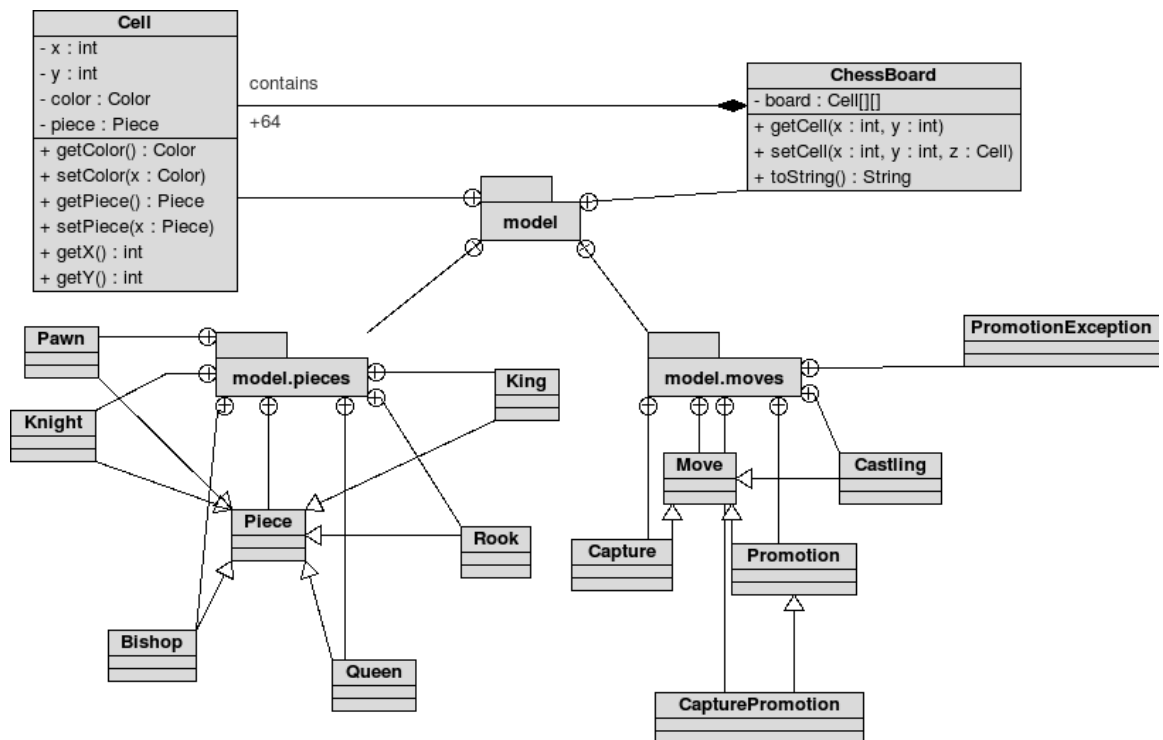 Cell
- x : int
- y : int
- color : Color
- piece : Piece
+ getColor() : Color
+ setColor(x : Color)
+ getPiece() : Piece
+ setPiece(x : Piece)
+ getX() : int
+ getY() : int
contains
+64
ChessBoard
- board : Cell[][]
+ getCell(x : int, y : int)
+ setCell(x : int, y : int, z : Cell)
+ toString() : String
model
Pawn
model.pieces
King
Knight
Piece
Rook
Bishop
Queen
model.moves
PromotionException
Move
Castling
Capture
Promotion
CapturePromotion